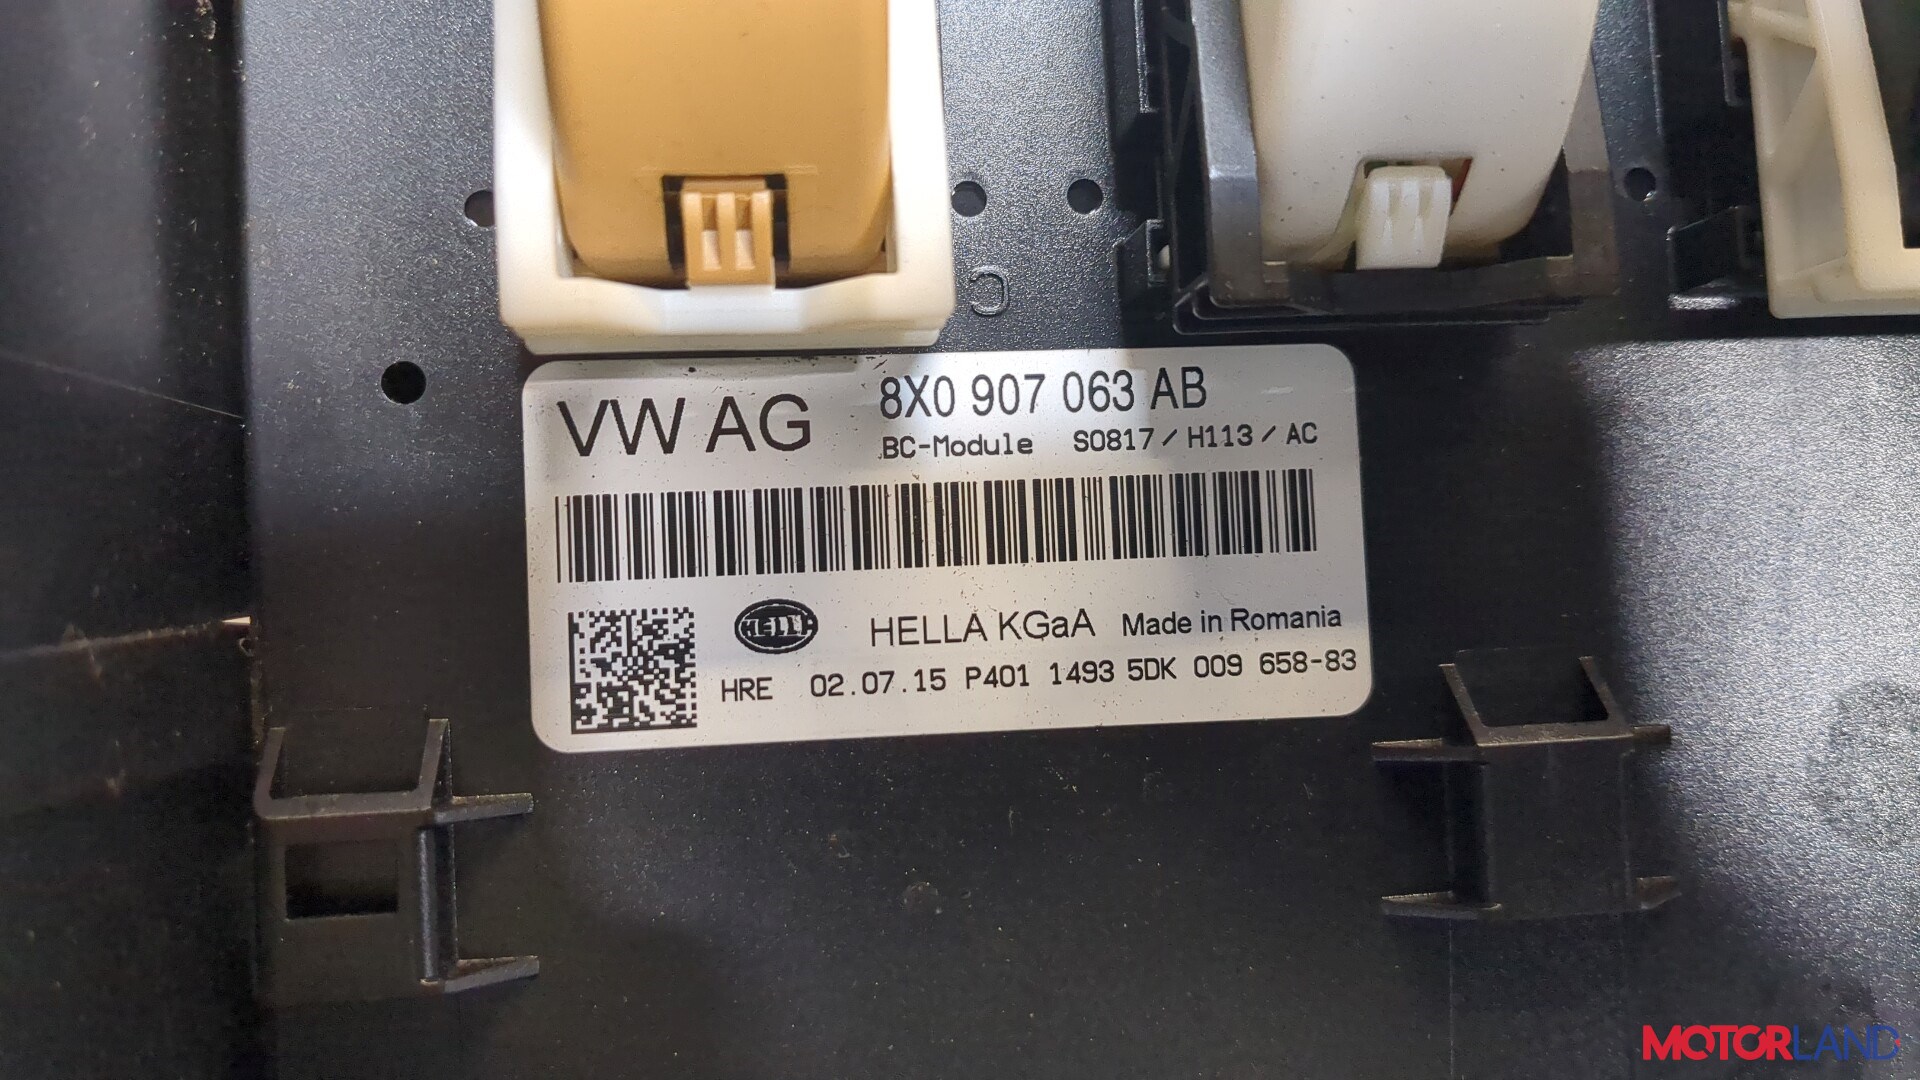 C
VW AG 8X0 907 063 AB
BC-Module S0817 / H113 / AC
HELLA HELLA KGaA Made in Romania
HRE 02.07.15 P401 1493 5DK 009 658-83
MOTORLAND